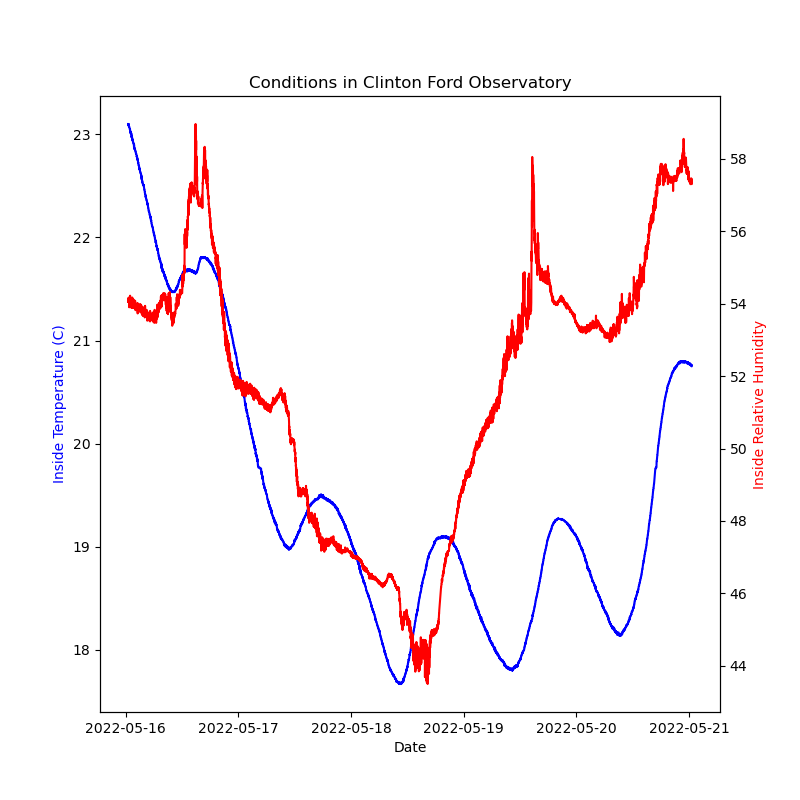 Conditions in Clinton Ford Observatory
23
22
21
20
19
18
Inside Temperature (C)
58
56
54
52
50
48
46
44
Inside Relative Humidity
2022-05-16 2022-05-17 2022-05-18 2022-05-19 2022-05-20 2022-05-21
Date